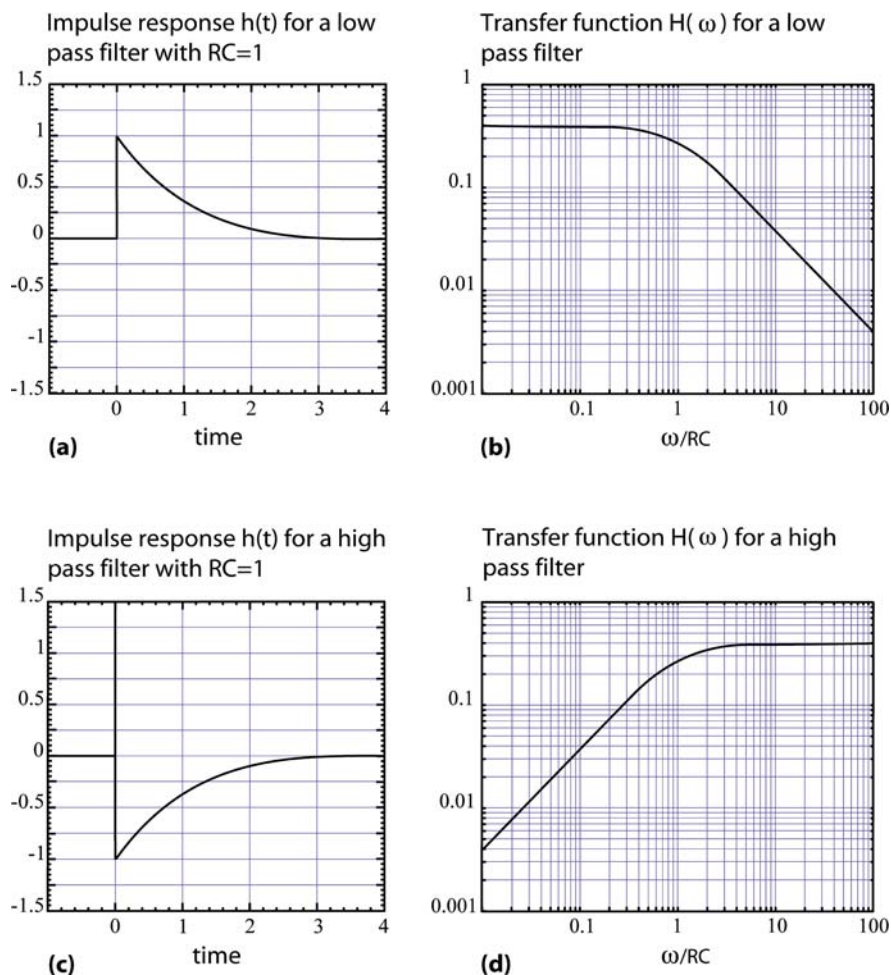 Impulse response h(t) for a low
pass filter with RC=1
1.5
1
0.5
0
-0.5
-1
-1.5
0 1 2 3 4
time
(a)
Transfer function H( ω ) for a low
pass filter
1
0.1
0.01
0.001
0.1 1 10 100
ω/RC
(b)
Impulse response h(t) for a high
pass filter with RC=1
1.5
1
0.5
0
-0.5
-1
-1.5
0 1 2 3 4
time
(c)
Transfer function H( ω ) for a high
pass filter
1
0.1
0.01
0.001
0.1 1 10 100
ω/RC
(d)